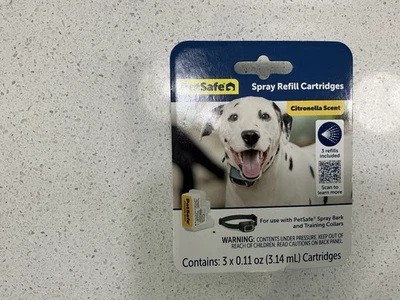 PetSafe
Spray Refill Cartridges
Citronella Scent
3 refills
included
Scan to
learn more
PetSafe
For use with PetSafe® Spray Bark
and Training Collars
WARNING: CONTENTS UNDER PRESSURE. KEEP OUT OF
REACH OF CHILDREN. READ CAUTIONS ON BACK PANEL.
Contains: 3 x 0.11 oz (3.14 mL) Cartridges